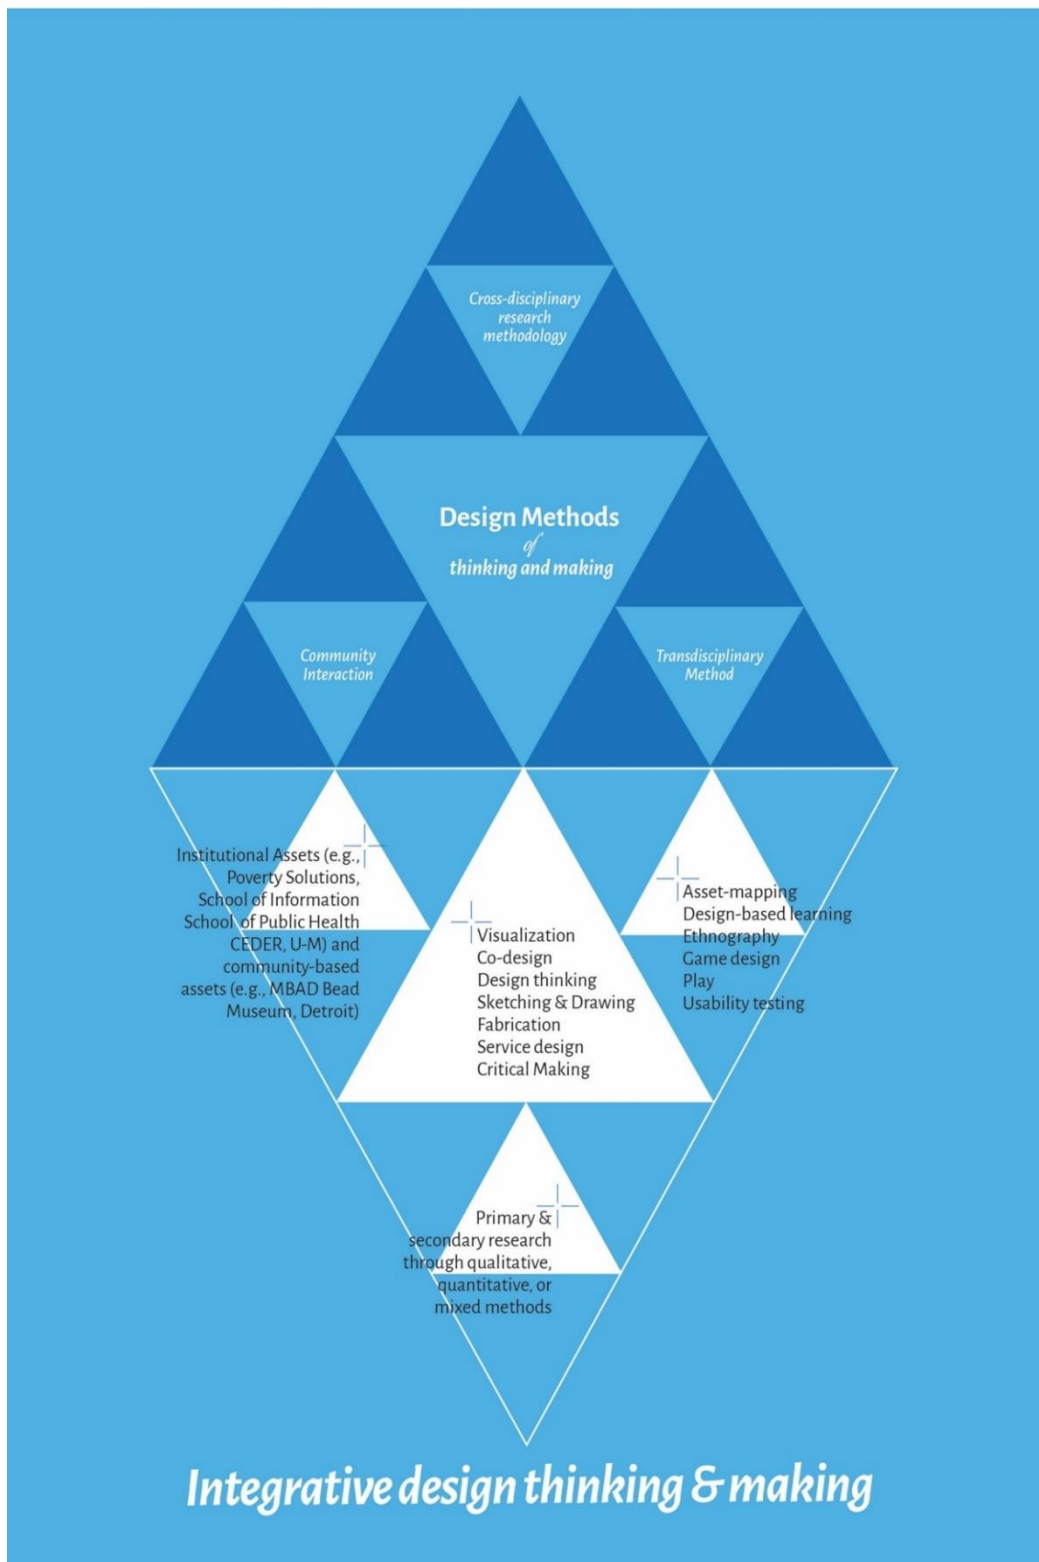 Cross-disciplinary
research
methodology
Design Methods
of
thinking and making
Community
Interaction
Transdisciplinary
Method
Institutional Assets (e.g.,
Poverty Solutions,
School of Information
School of Public Health
CEDER, U-M) and
community-based
assets (e.g., MBAD Bead
Museum, Detroit)
Visualization
Co-design
Design thinking
Sketching & Drawing
Fabrication
Service design
Critical Making
Asset-mapping
Design-based learning
Ethnography
Game design
Play
Usability testing
Primary &
secondary research
through qualitative,
quantitative, or
mixed methods
Integrative design thinking & making